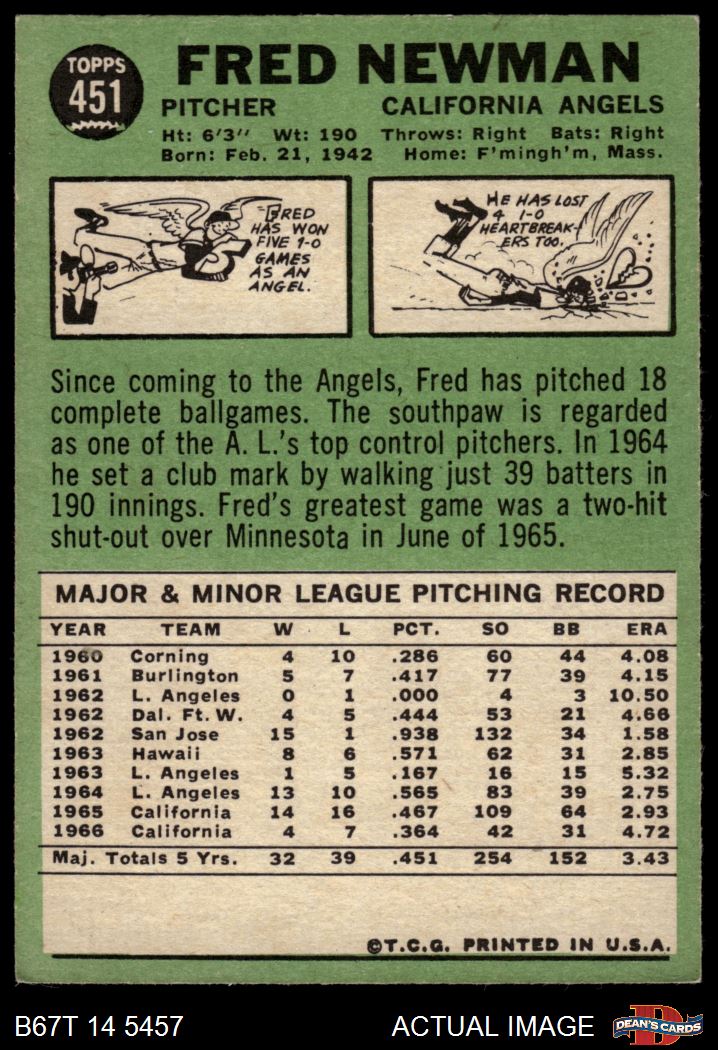 TOPPS
451
FRED NEWMAN
PITCHER CALIFORNIA ANGELS
Ht: 6'3" Wt: 190 Throws: Right Bats: Right
Born: Feb. 21, 1942 Home: F'mingh'm, Mass.
FRED
HAS WON
FIVE 1-0
GAMES
AS AN
ANGEL.
HE HAS LOST
4 1-0
HEARTBREAK-
ERS TOO.
Since coming to the Angels, Fred has pitched 18
complete ballgames. The southpaw is regarded
as one of the A. L.'s top control pitchers. In 1964
he set a club mark by walking just 39 batters in
190 innings. Fred's greatest game was a two-hit
shut-out over Minnesota in June of 1965.
MAJOR & MINOR LEAGUE PITCHING RECORD
YEAR TEAM W L PCT. SO BB ERA
1960 Corning 4 10 .286 60 44 4.08
1961 Burlington 5 7 .417 77 39 4.15
1962 L. Angeles 0 1 .000 4 3 10.50
1962 Dal. Ft. W. 4 5 .444 53 21 4.66
1962 San Jose 15 1 .938 132 34 1.58
1963 Hawaii 8 6 .571 62 31 2.85
1963 L. Angeles 1 5 .167 16 15 5.32
1964 L. Angeles 13 10 .565 83 39 2.75
1965 California 14 16 .467 109 64 2.93
1966 California 4 7 .364 42 31 4.72
Maj. Totals 5 Yrs. 32 39 .451 254 152 3.43
©T.C.G. PRINTED IN U.S.A.
B67T 14 5457 ACTUAL IMAGE DEAN'S CARDS